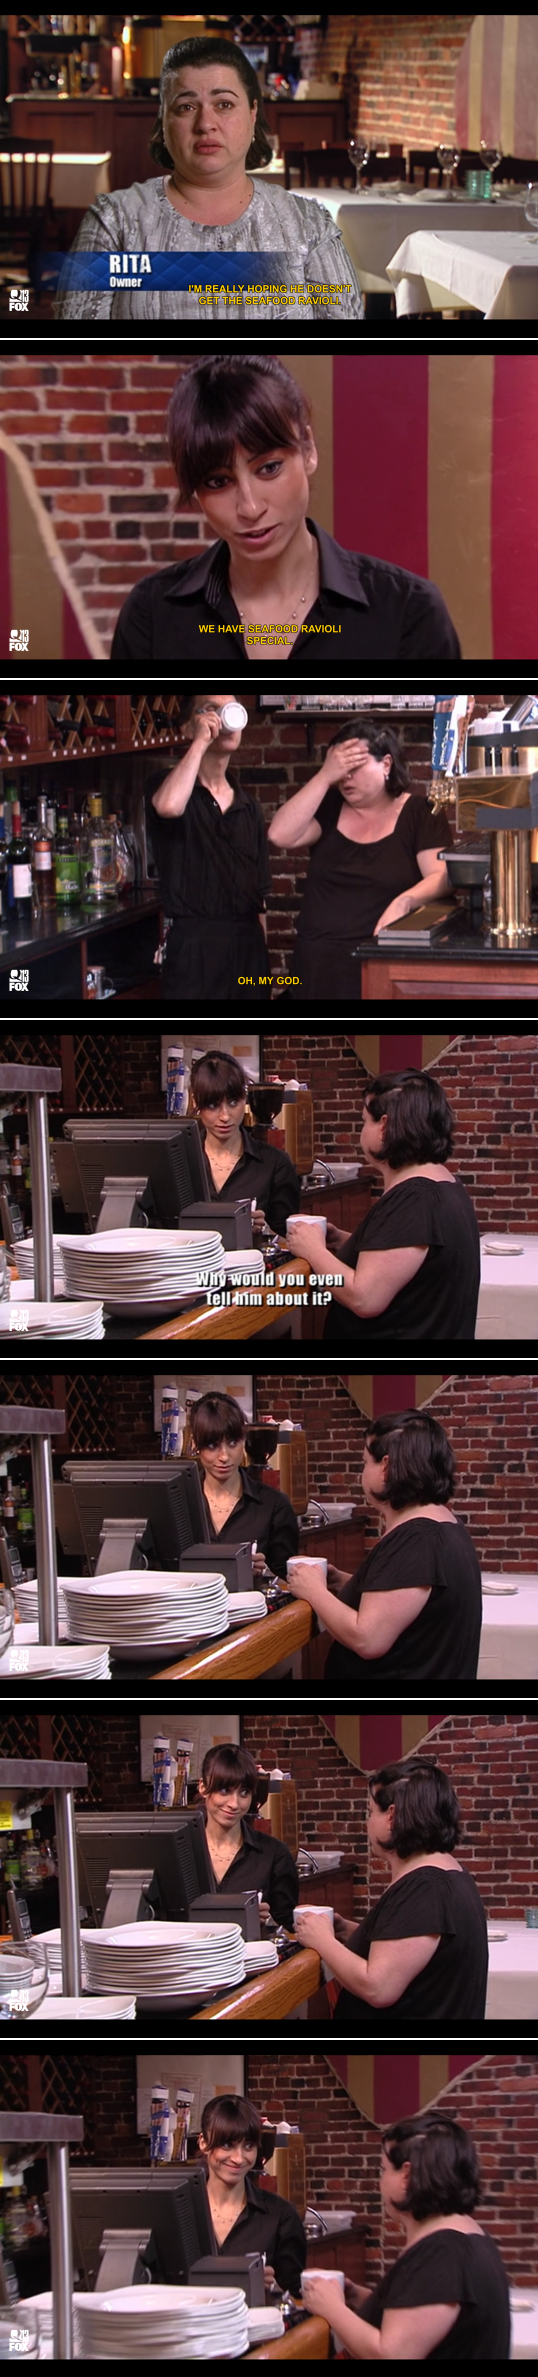 RITA
Owner
I'M REALLY HOPING HE DOESN'T
GET THE SEAFOOD RAVIOLI.
FOX
WE HAVE SEAFOOD RAVIOLI
SPECIAL.
FOX
OH, MY GOD.
FOX
Why would you even
tell him about it?
FOX
FOX
FOX
FOX